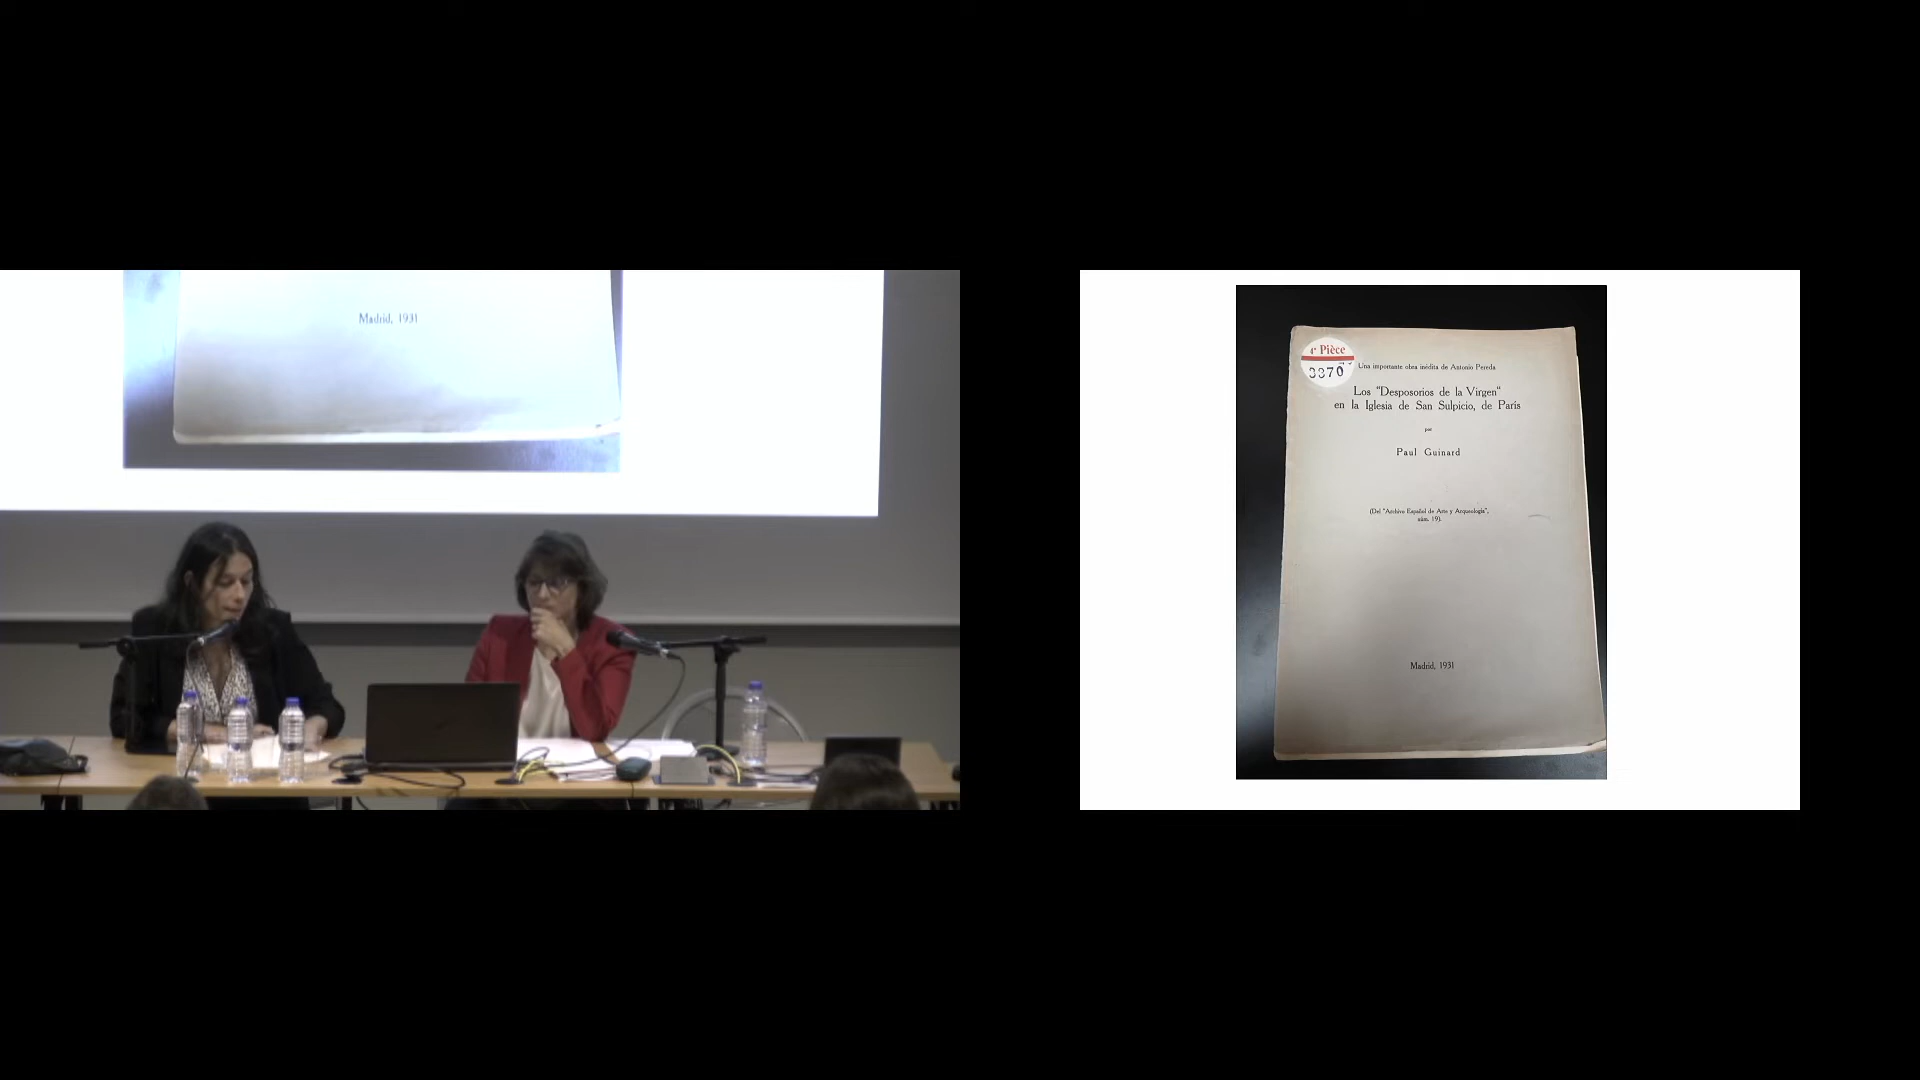 Madrid, 1931
4º Pièce
3370
Una importante obra inédita de Antonio Pereda
Los "Desposorios de la Virgen"
en la Iglesia de San Sulpicio, de París
por
Paul Guinard
(Del "Archivo Español de Arte y Arqueología",
núm. 19).
Madrid, 1931